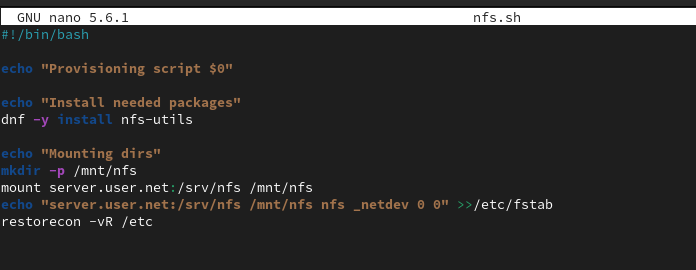 GNU nano 5.6.1 nfs.sh
#!/bin/bash
echo "Provisioning script $0"
echo "Install needed packages"
dnf -y install nfs-utils
echo "Mounting dirs"
mkdir -p /mnt/nfs
mount server.user.net:/srv/nfs /mnt/nfs
echo "server.user.net:/srv/nfs /mnt/nfs nfs _netdev 0 0" >>/etc/fstab
restorecon -vR /etc